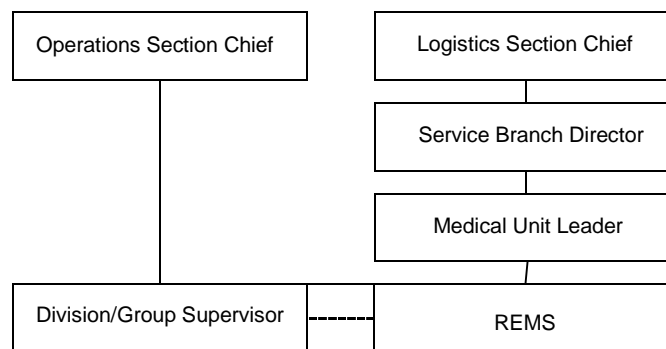 Operations Section Chief
Logistics Section Chief
Service Branch Director
Medical Unit Leader
Division/Group Supervisor
REMS